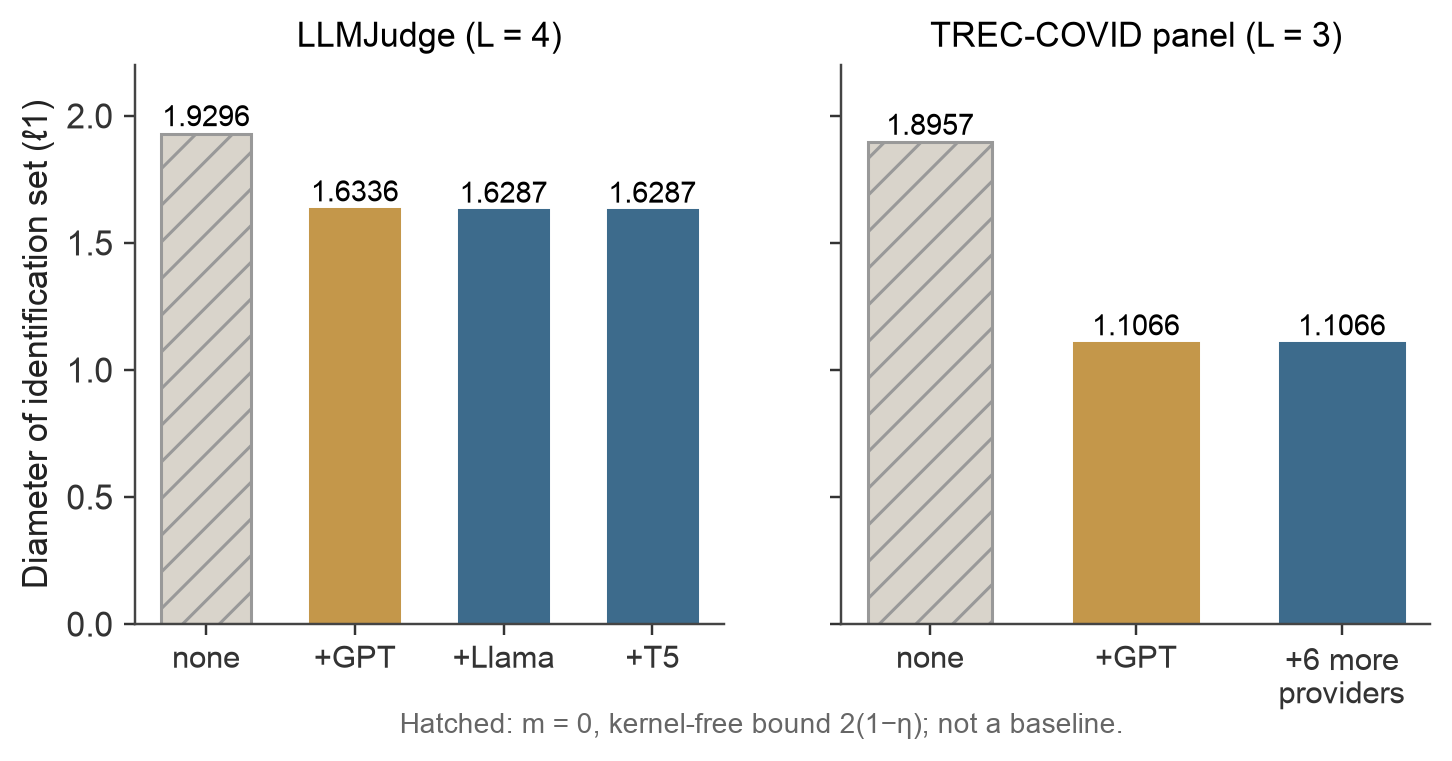 LLMJudge (L = 4)
TREC-COVID panel (L = 3)
Diameter of identification set (ℓ1)
2.0
1.5
1.0
0.5
0.0
1.9296
1.6336
1.6287
1.6287
1.8957
1.1066
1.1066
none
+GPT
+Llama
+T5
none
+GPT
+6 more
providers
Hatched: m = 0, kernel-free bound 2(1−η); not a baseline.